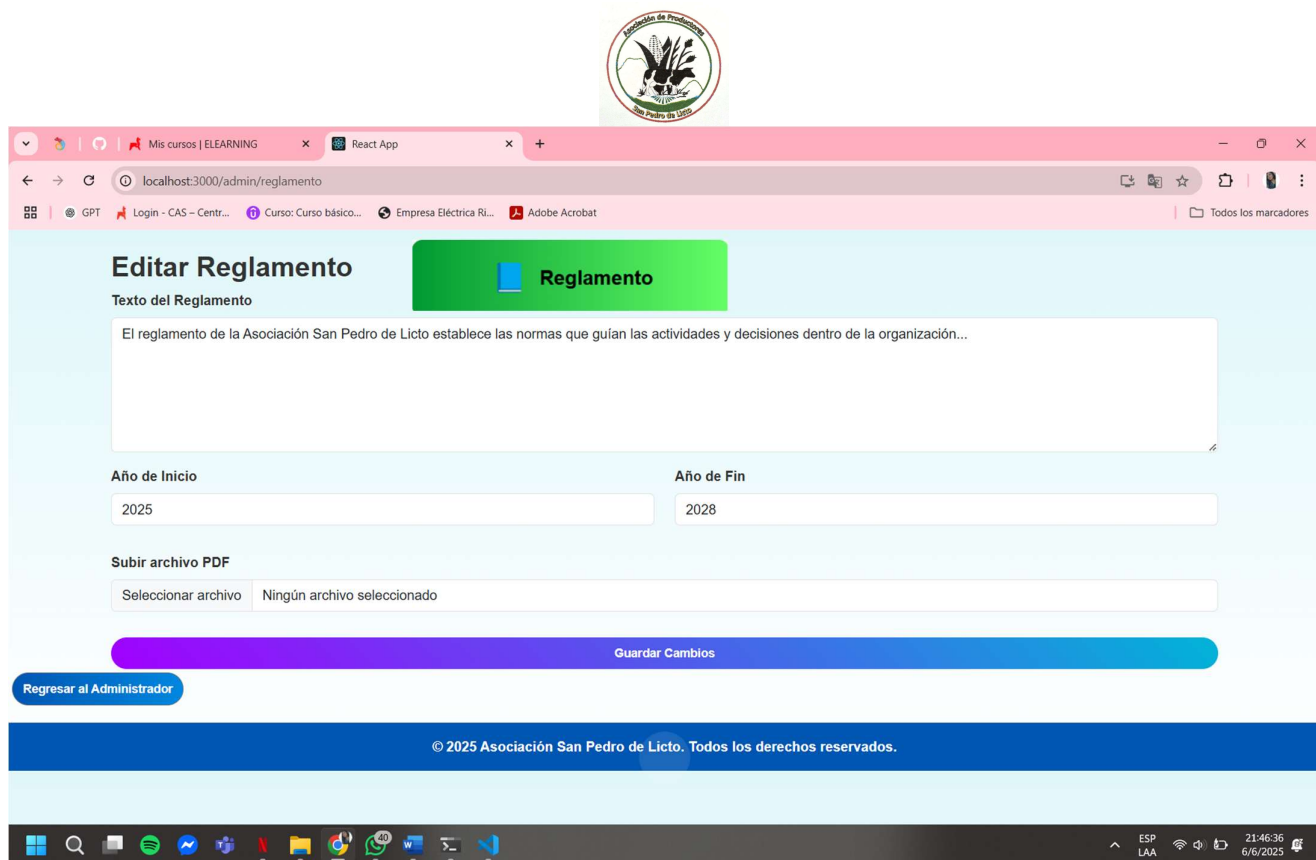 Asociación de Productores
San Pedro de Licto
Mis cursos | ELEARNING
React App
localhost:3000/admin/reglamento
GPT
Login - CAS – Centr...
Curso: Curso básico...
Empresa Eléctrica Ri...
Adobe Acrobat
Todos los marcadores
Editar Reglamento
Reglamento
Texto del Reglamento
El reglamento de la Asociación San Pedro de Licto establece las normas que guían las actividades y decisiones dentro de la organización...
Año de Inicio
Año de Fin
2025
2028
Subir archivo PDF
Seleccionar archivo
Ningún archivo seleccionado
Guardar Cambios
Regresar al Administrador
© 2025 Asociación San Pedro de Licto. Todos los derechos reservados.
40
ESP
LAA
21:46:36
6/6/2025